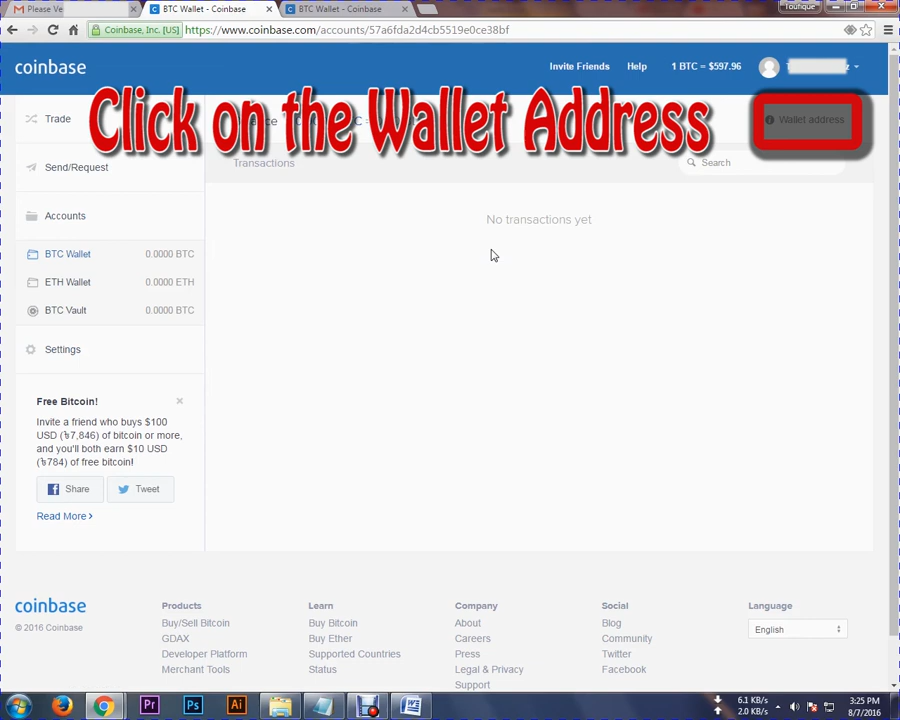 Please Ve
BTC Wallet - Coinbase
BTC Wallet - Coinbase
Toufique
Coinbase, Inc. [US]
https://www.coinbase.com/accounts/57a6fda2d4cb5519e0ce38bf
coinbase
Invite Friends
Help
1 BTC = $597.96
Click on the Wallet Address
Wallet address
Trade
Transactions
Search
Send/Request
No transactions yet
Accounts
BTC Wallet 0.0000 BTC
ETH Wallet 0.0000 ETH
BTC Vault 0.0000 BTC
Settings
Free Bitcoin!
Invite a friend who buys $100
USD (৳7,846) of bitcoin or more,
and you'll both earn $10 USD
(৳784) of free bitcoin!
Share
Tweet
Read More
coinbase
© 2016 Coinbase
Products
Buy/Sell Bitcoin
GDAX
Developer Platform
Merchant Tools
Learn
Buy Bitcoin
Buy Ether
Supported Countries
Status
Company
About
Careers
Press
Legal & Privacy
Support
Social
Blog
Community
Twitter
Facebook
Language
English
Pr
Ps
Ai
6.1 KB/s
2.0 KB/s
3:25 PM
8/7/2016